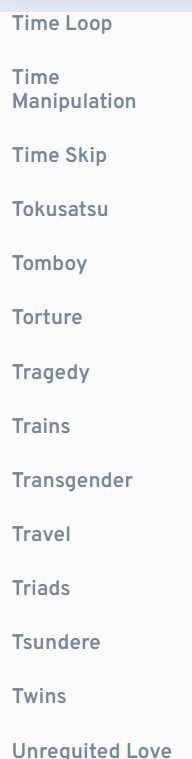 Time Loop
Time
Manipulation
Time Skip
Tokusatsu
Tomboy
Torture
Tragedy
Trains
Transgender
Travel
Triads
Tsundere
Twins
Unrequited Love